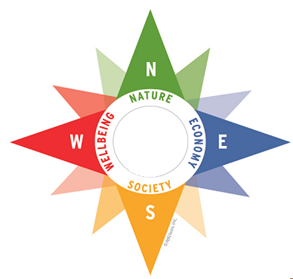 N
NATURE
W
WELLBEING
ECONOMY
E
SOCIETY
S